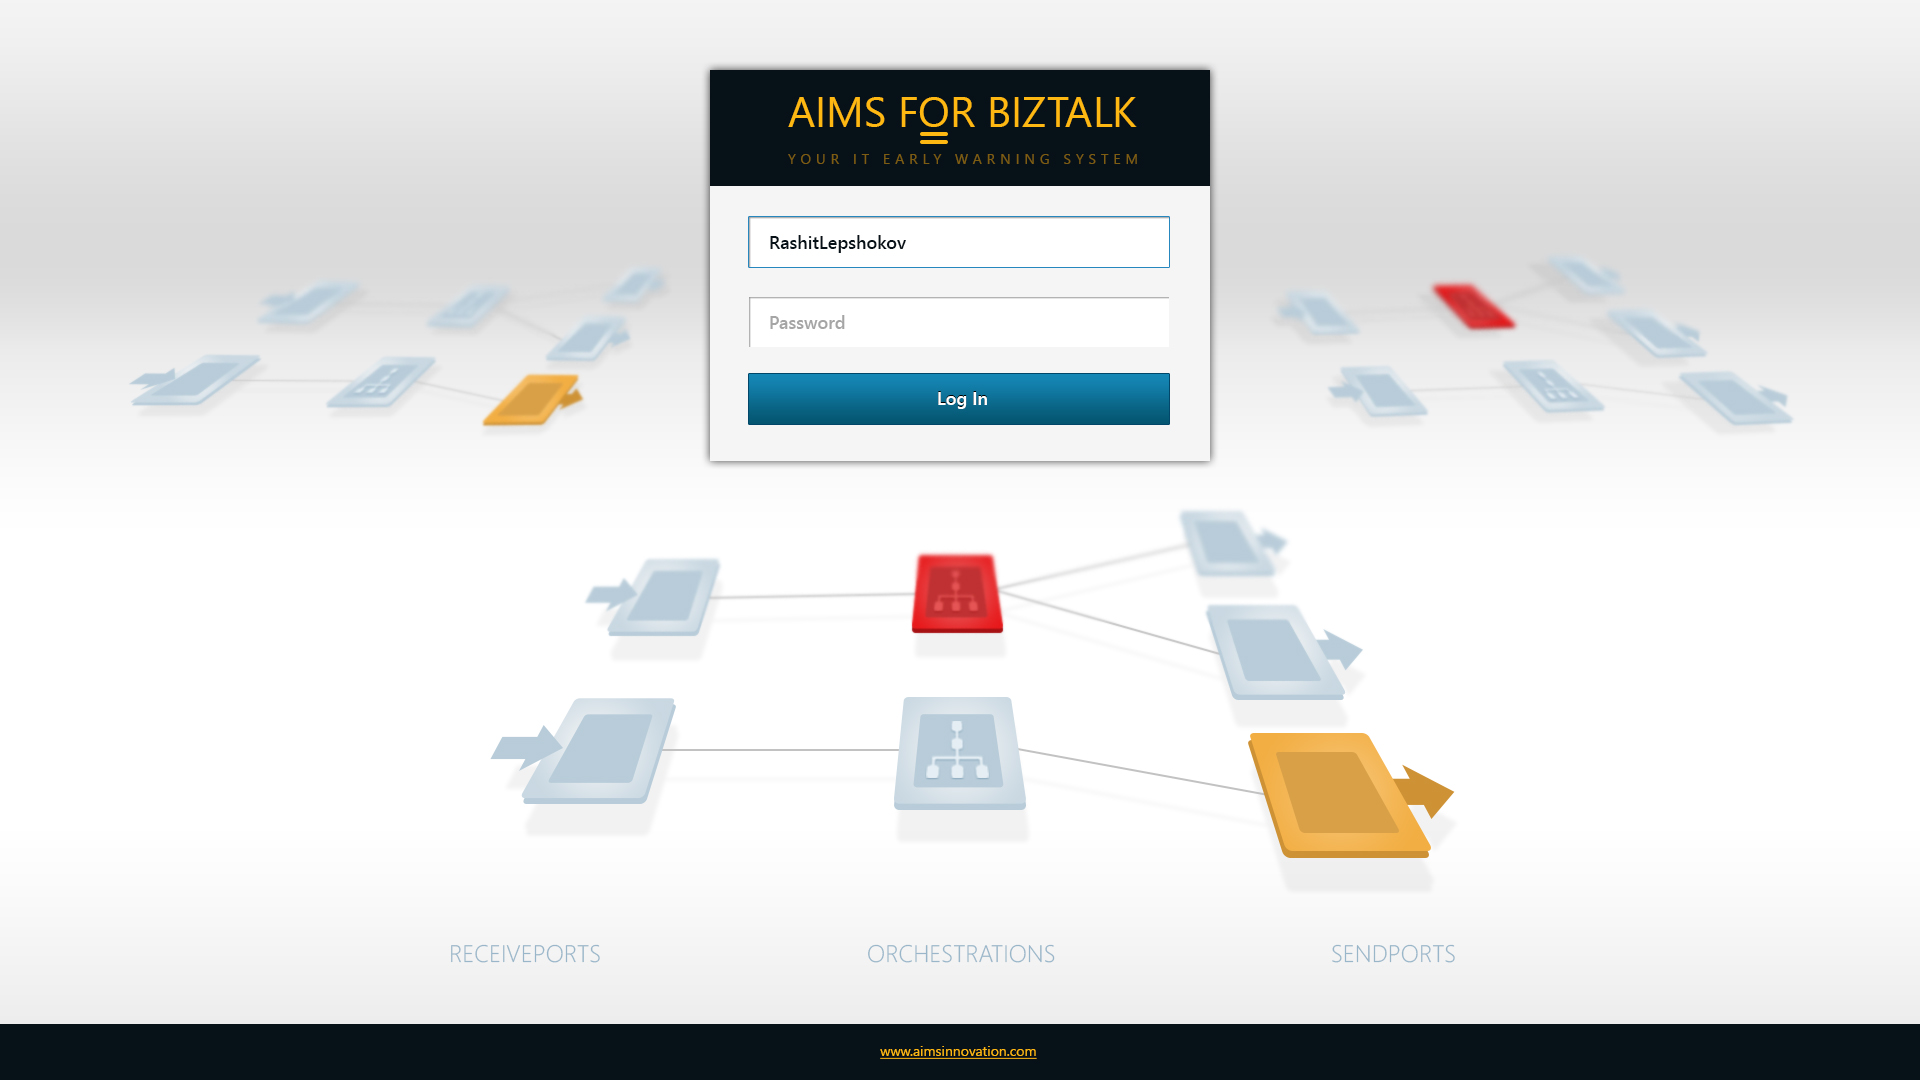 AIMS FOR BIZTALK
YOUR IT EARLY WARNING SYSTEM
RashitLepshokov
Password
Log In
RECEIVEPORTS
ORCHESTRATIONS
SENDPORTS
www.aimsinnovation.com